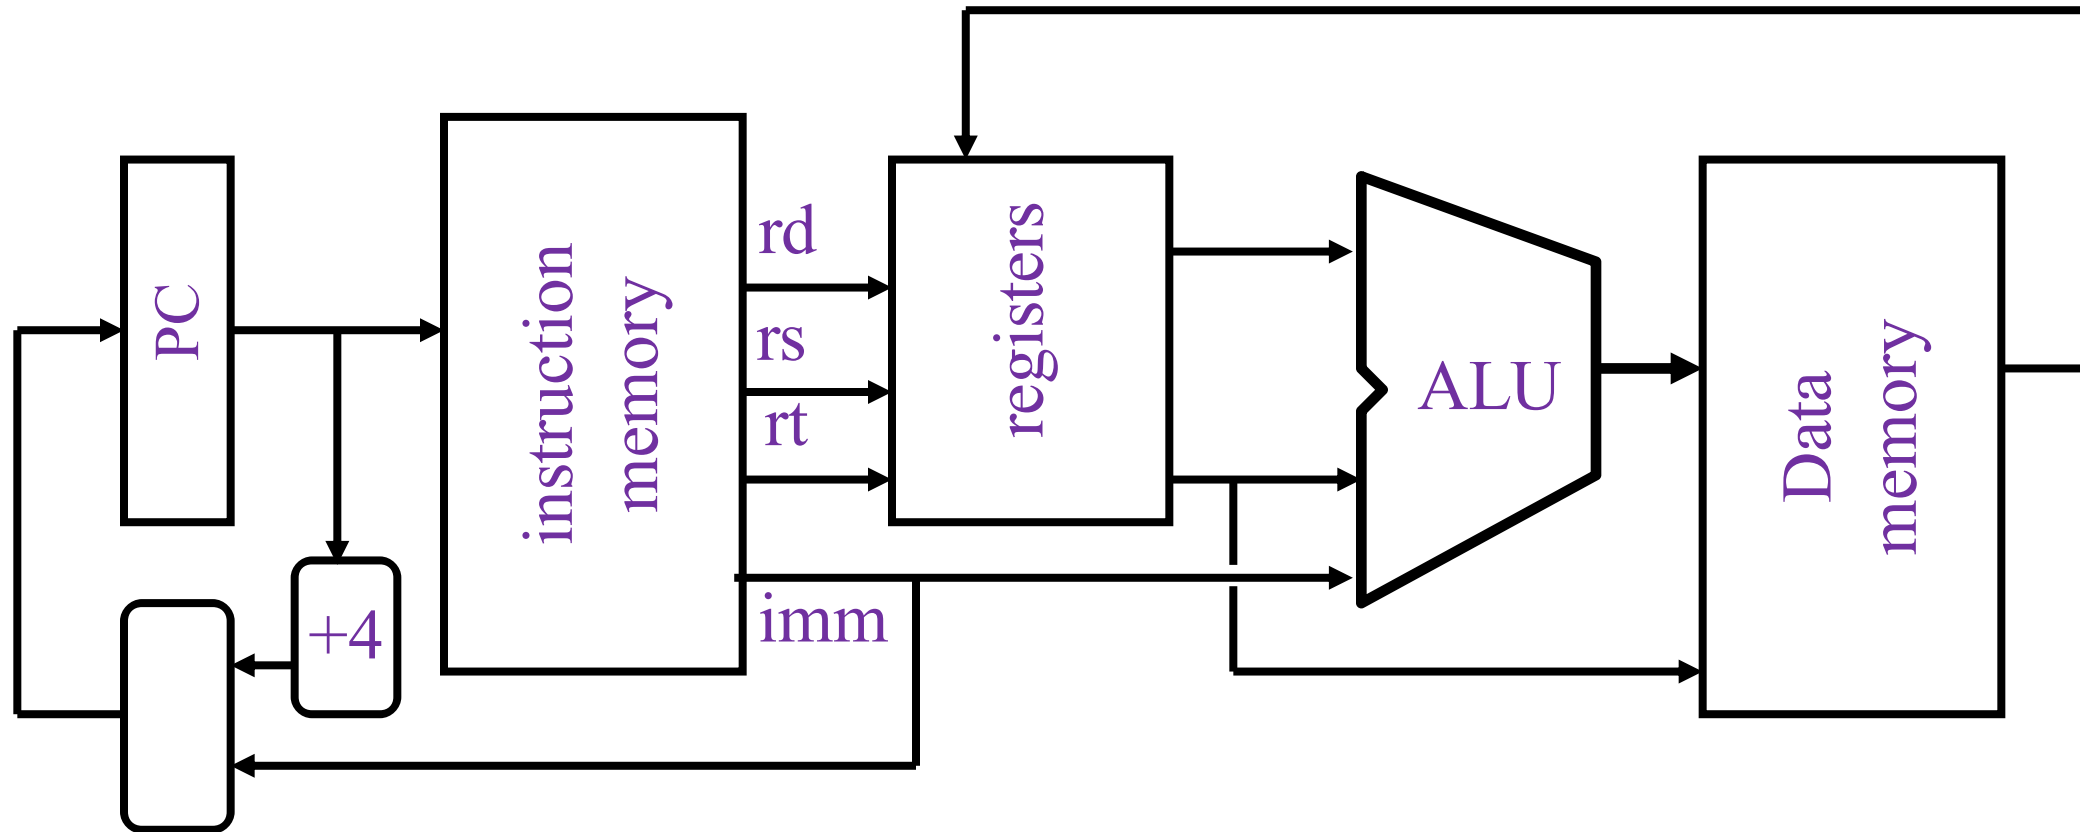 PC
+4
instruction
memory
rd
rs
rt
imm
registers
ALU
Data
memory